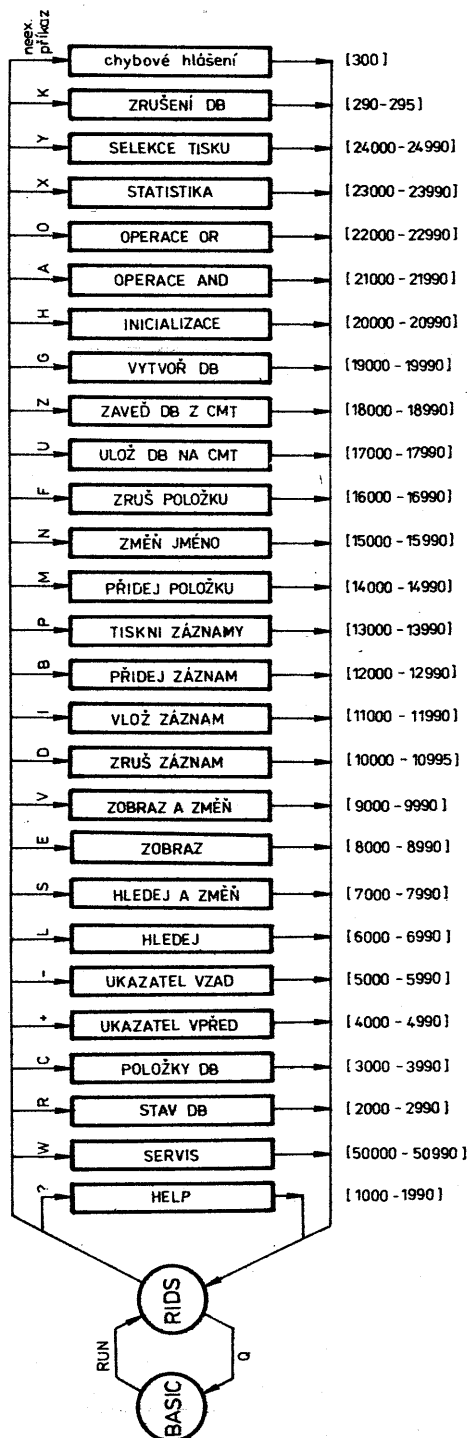 neex. příkaz
chybové hlášení [300]
K ZRUŠENÍ DB [290-295]
Y SELEKCE TISKU [24000-24990]
X STATISTIKA [23000-23990]
O OPERACE OR [22000-22990]
A OPERACE AND [21000-21990]
H INICIALIZACE [20000-20990]
G VYTVOŘ DB [19000-19990]
Z ZAVEĎ DB Z CMT [18000-18990]
U ULOŽ DB NA CMT [17000-17990]
F ZRUŠ POLOŽKU [16000-16990]
N ZMĚŇ JMÉNO [15000-15990]
M PŘIDEJ POLOŽKU [14000-14990]
P TISKNI ZÁZNAMY [13000-13990]
B PŘIDEJ ZÁZNAM [12000-12990]
I VLOŽ ZÁZNAM [11000-11990]
D ZRUŠ ZÁZNAM [10000-10995]
V ZOBRAZ A ZMĚŇ [9000-9990]
E ZOBRAZ [8000-8990]
S HLEDEJ A ZMĚŇ [7000-7990]
L HLEDEJ [6000-6990]
- UKAZATEL VZAD [5000-5990]
+ UKAZATEL VPŘED [4000-4990]
C POLOŽKY DB [3000-3990]
R STAV DB [2000-2990]
W SERVIS [50000-50990]
? HELP [1000-1990]
RIDS
RUN
Q
BASIC